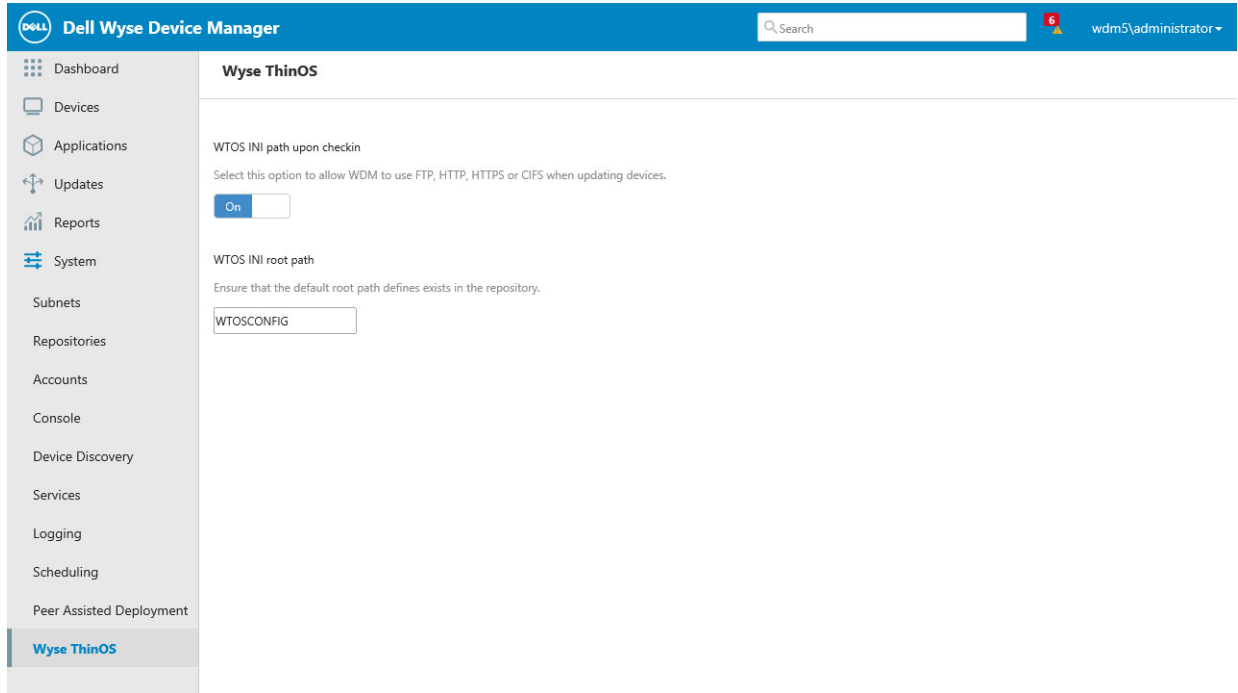 DELL Dell Wyse Device Manager
Search
6
wdm5\administrator
Dashboard
Devices
Applications
Updates
Reports
System
Subnets
Repositories
Accounts
Console
Device Discovery
Services
Logging
Scheduling
Peer Assisted Deployment
Wyse ThinOS
Wyse ThinOS
WTOS INI path upon checkin
Select this option to allow WDM to use FTP, HTTP, HTTPS or CIFS when updating devices.
On
WTOS INI root path
Ensure that the default root path defines exists in the repository.
WTOSCONFIG